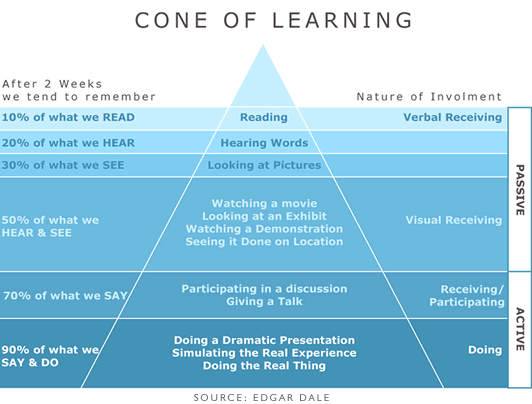 CONE OF LEARNING
After 2 Weeks
we tend to remember
Nature of Involment
10% of what we READ
Reading
Verbal Receiving
20% of what we HEAR
Hearing Words
30% of what we SEE
Looking at Pictures
50% of what we
HEAR & SEE
Watching a movie
Looking at an Exhibit
Watching a Demonstration
Seeing it Done on Location
Visual Receiving
PASSIVE
70% of what we SAY
Participating in a discussion
Giving a Talk
Receiving/
Participating
90% of what we
SAY & DO
Doing a Dramatic Presentation
Simulating the Real Experience
Doing the Real Thing
Doing
ACTIVE
SOURCE: EDGAR DALE